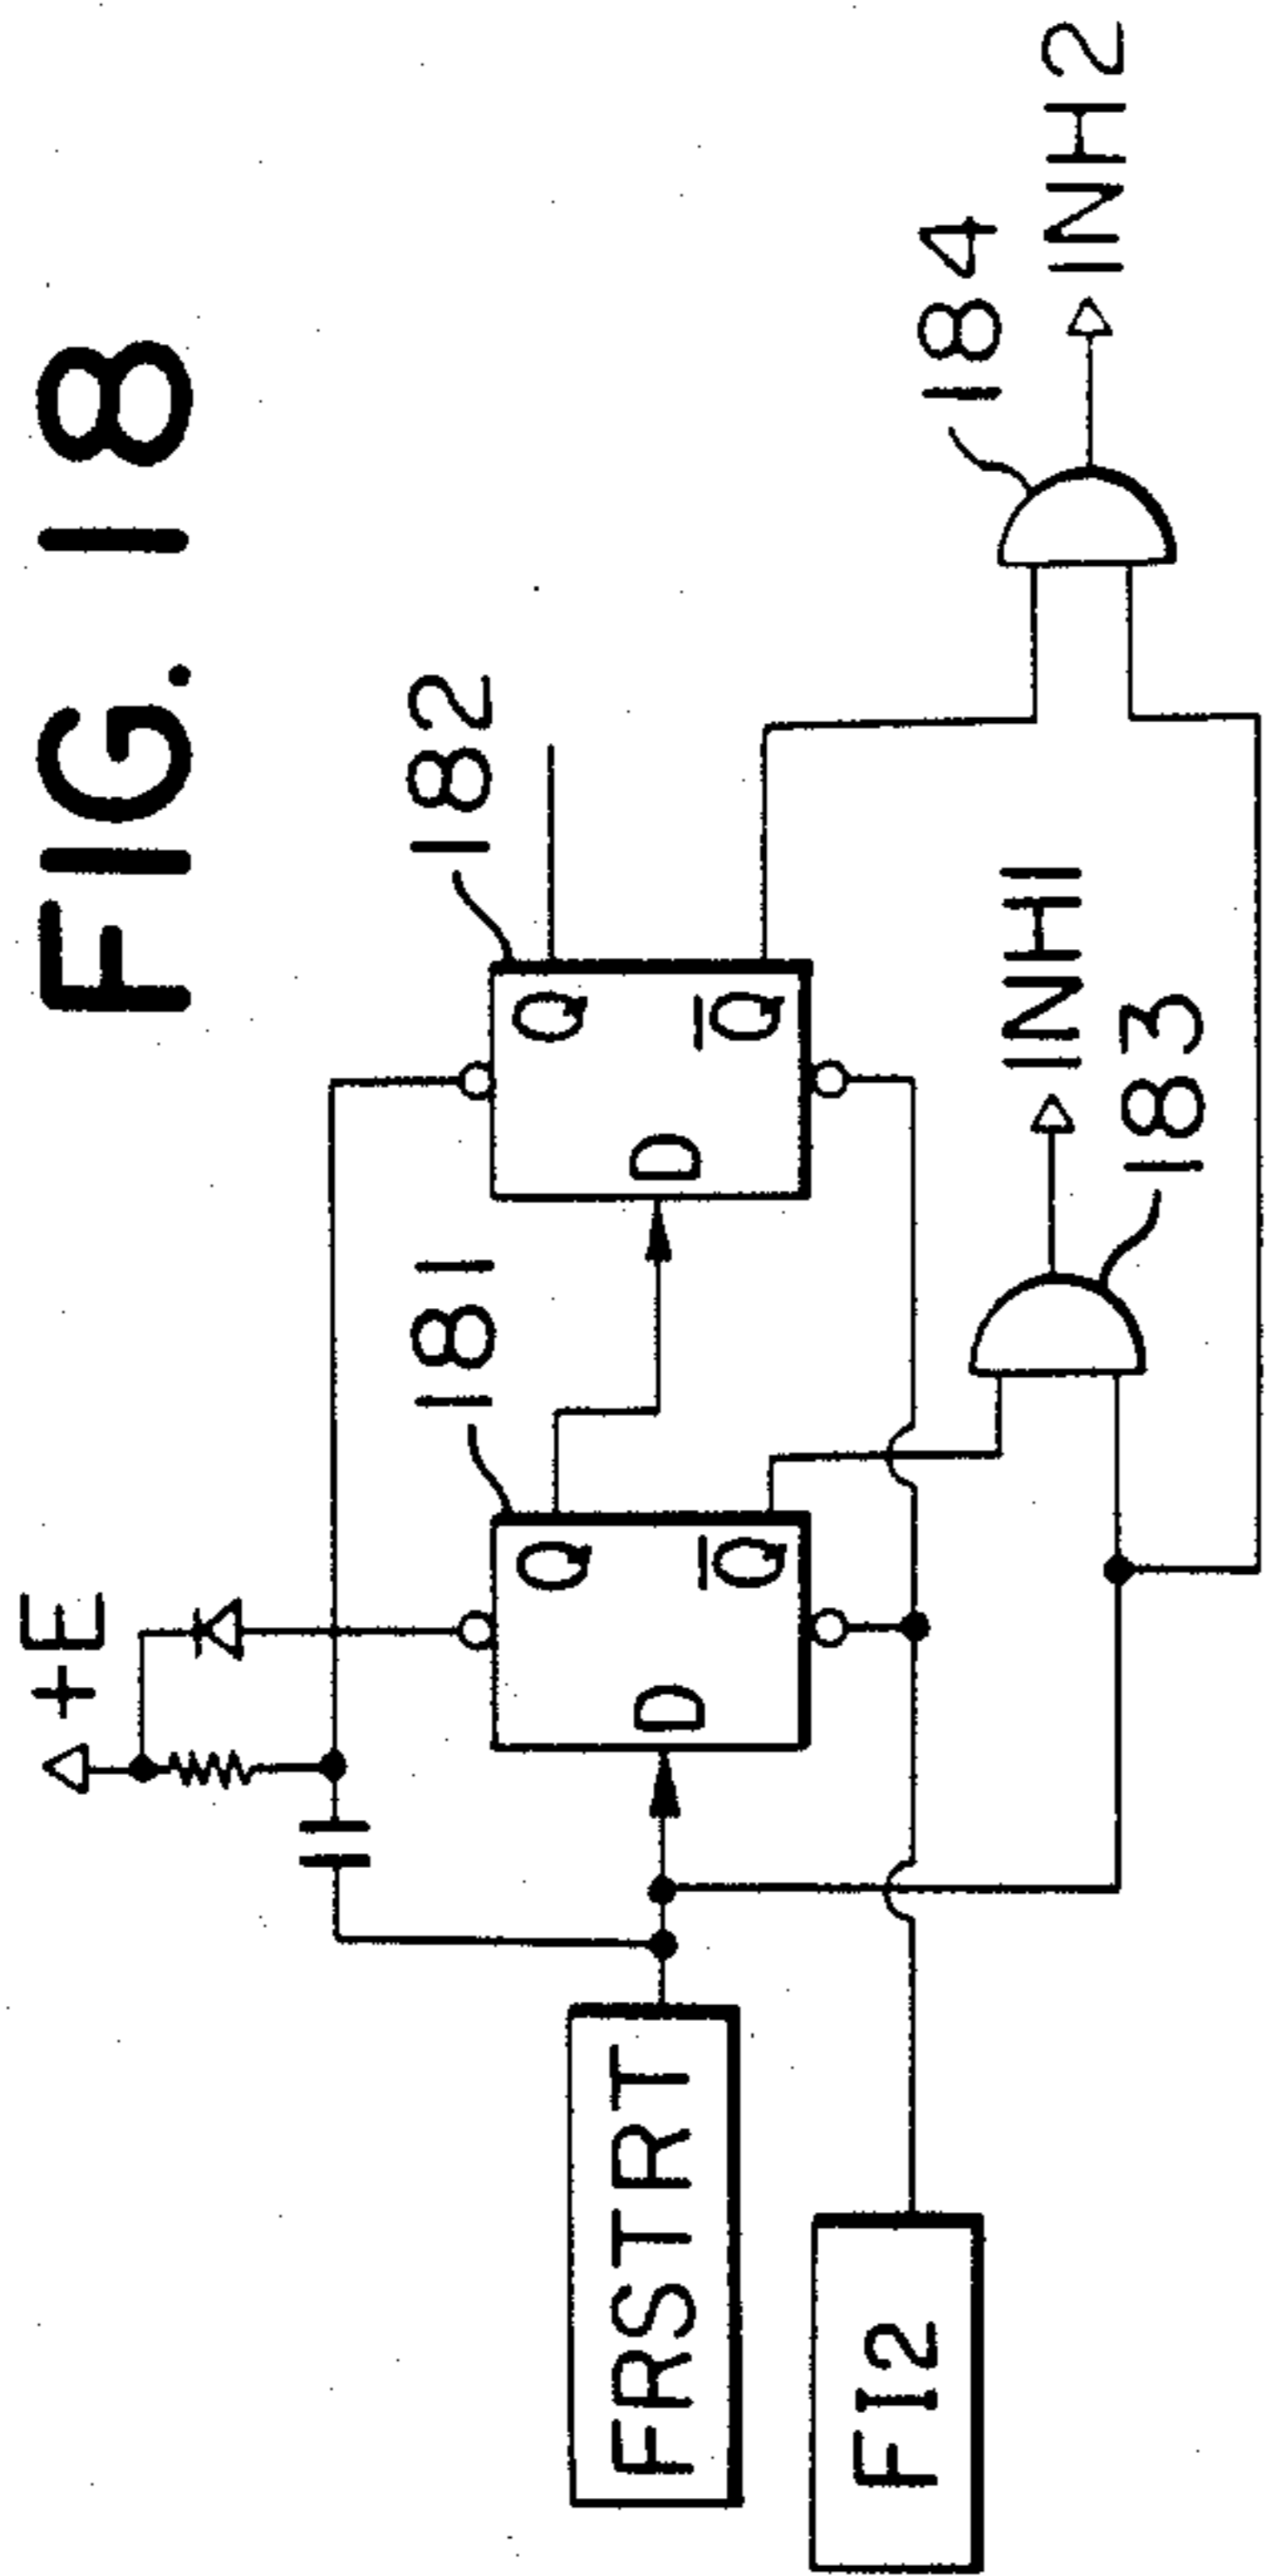 FIG. 18
+E
181
182
Q
Q
D
D
Q̅
Q̅
FRSTRT
FI2
INH1
183
184
INH2